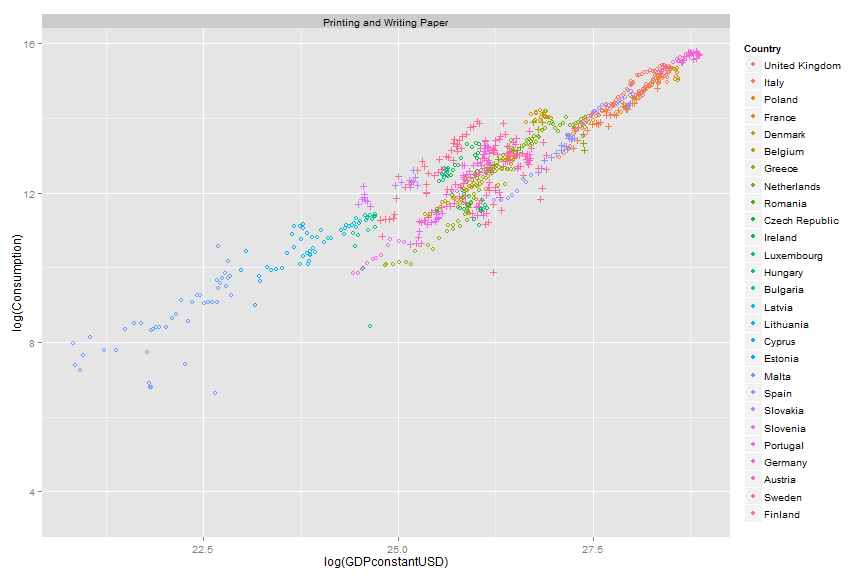 Printing and Writing Paper
16
12
8
4
log(Consumption)
22.5
25.0
27.5
log(GDPconstantUSD)
Country
United Kingdom
Italy
Poland
France
Denmark
Belgium
Greece
Netherlands
Romania
Czech Republic
Ireland
Luxembourg
Hungary
Bulgaria
Latvia
Lithuania
Cyprus
Estonia
Malta
Spain
Slovakia
Slovenia
Portugal
Germany
Austria
Sweden
Finland